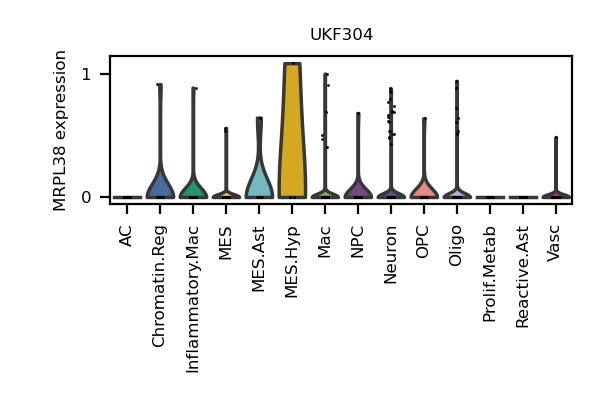 UKF304
MRPL38 expression
1
0
AC
Chromatin.Reg
Inflammatory.Mac
MES
MES.Ast
MES.Hyp
Mac
NPC
Neuron
OPC
Oligo
Prolif.Metab
Reactive.Ast
Vasc